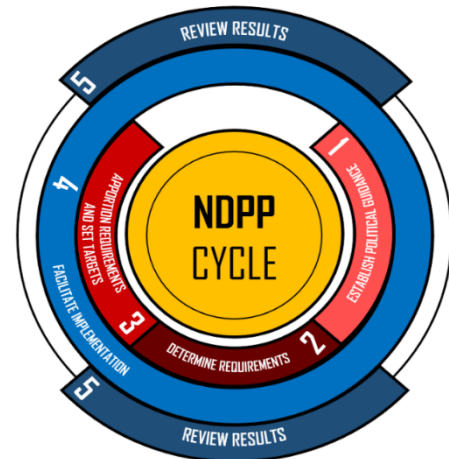 5 REVIEW RESULTS
NDPP
CYCLE
1 ESTABLISH POLITICAL GUIDANCE
2 DETERMINE REQUIREMENTS
3 APPORTION REQUIREMENTS
AND SET TARGETS
4 FACILITATE IMPLEMENTATION
5 REVIEW RESULTS